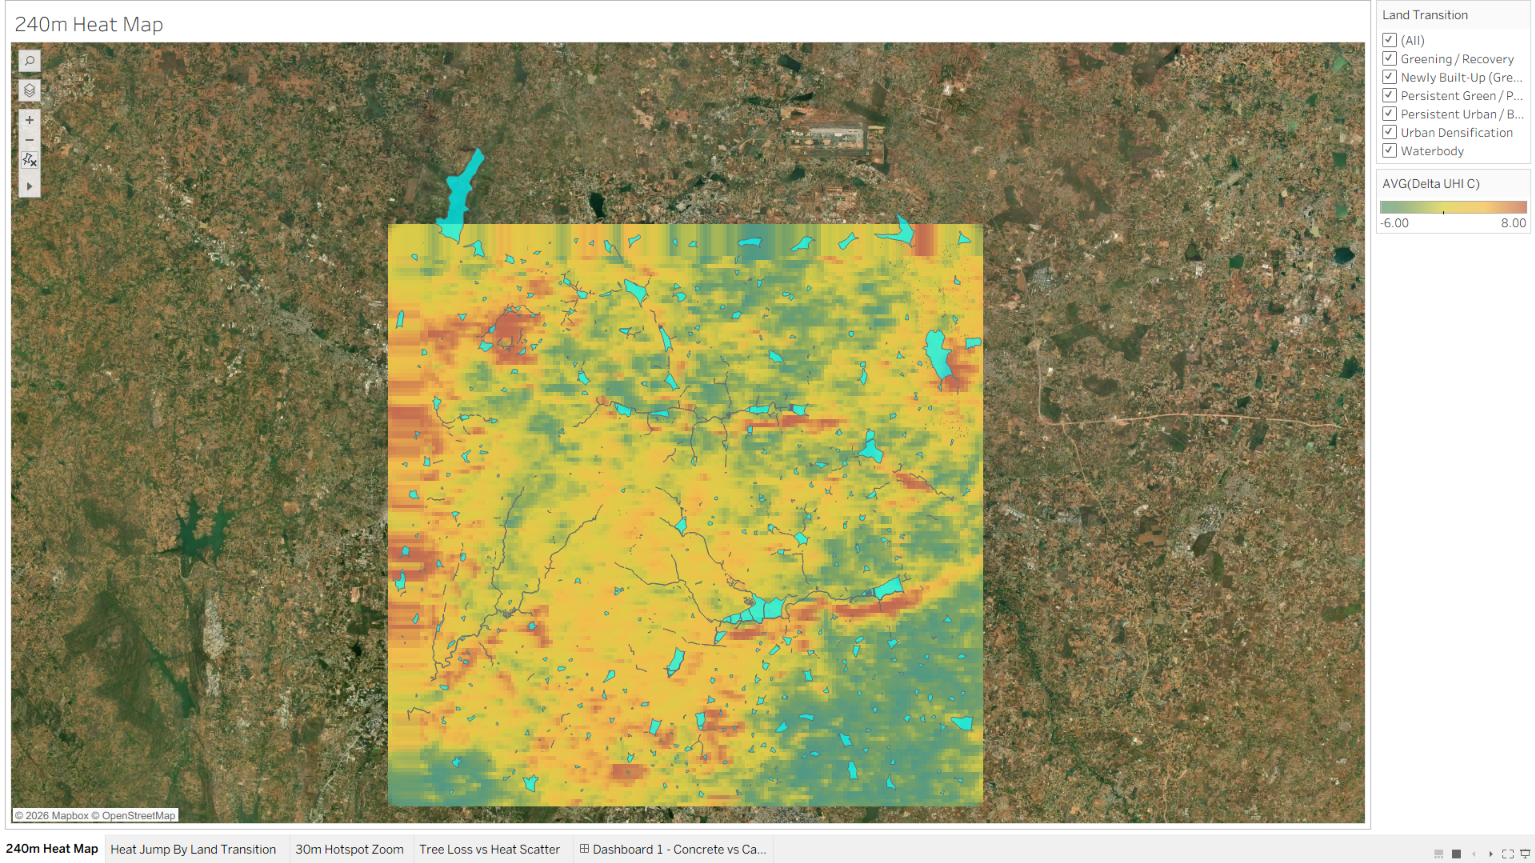 240m Heat Map
Land Transition
(All)
Greening / Recovery
Newly Built-Up (Gre...
Persistent Green / P...
Persistent Urban / B...
Urban Densification
Waterbody
AVG(Delta UHI C)
-6.00 8.00
© 2026 Mapbox © OpenStreetMap
240m Heat Map Heat Jump By Land Transition 30m Hotspot Zoom Tree Loss vs Heat Scatter Dashboard 1 - Concrete vs Ca...